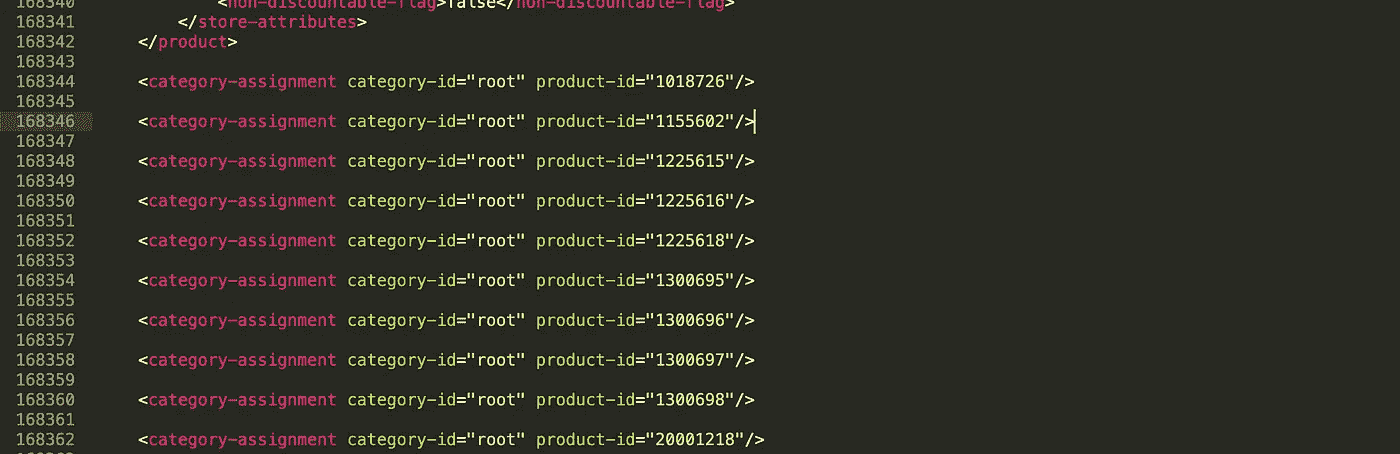 168340 <non-discountable-flag>false</non-discountable-flag>
168341 </store-attributes>
168342 </product>
168343
168344 <category-assignment category-id="root" product-id="1018726"/>
168345
168346 <category-assignment category-id="root" product-id="1155602"/>
168347
168348 <category-assignment category-id="root" product-id="1225615"/>
168349
168350 <category-assignment category-id="root" product-id="1225616"/>
168351
168352 <category-assignment category-id="root" product-id="1225618"/>
168353
168354 <category-assignment category-id="root" product-id="1300695"/>
168355
168356 <category-assignment category-id="root" product-id="1300696"/>
168357
168358 <category-assignment category-id="root" product-id="1300697"/>
168359
168360 <category-assignment category-id="root" product-id="1300698"/>
168361
168362 <category-assignment category-id="root" product-id="20001218"/>